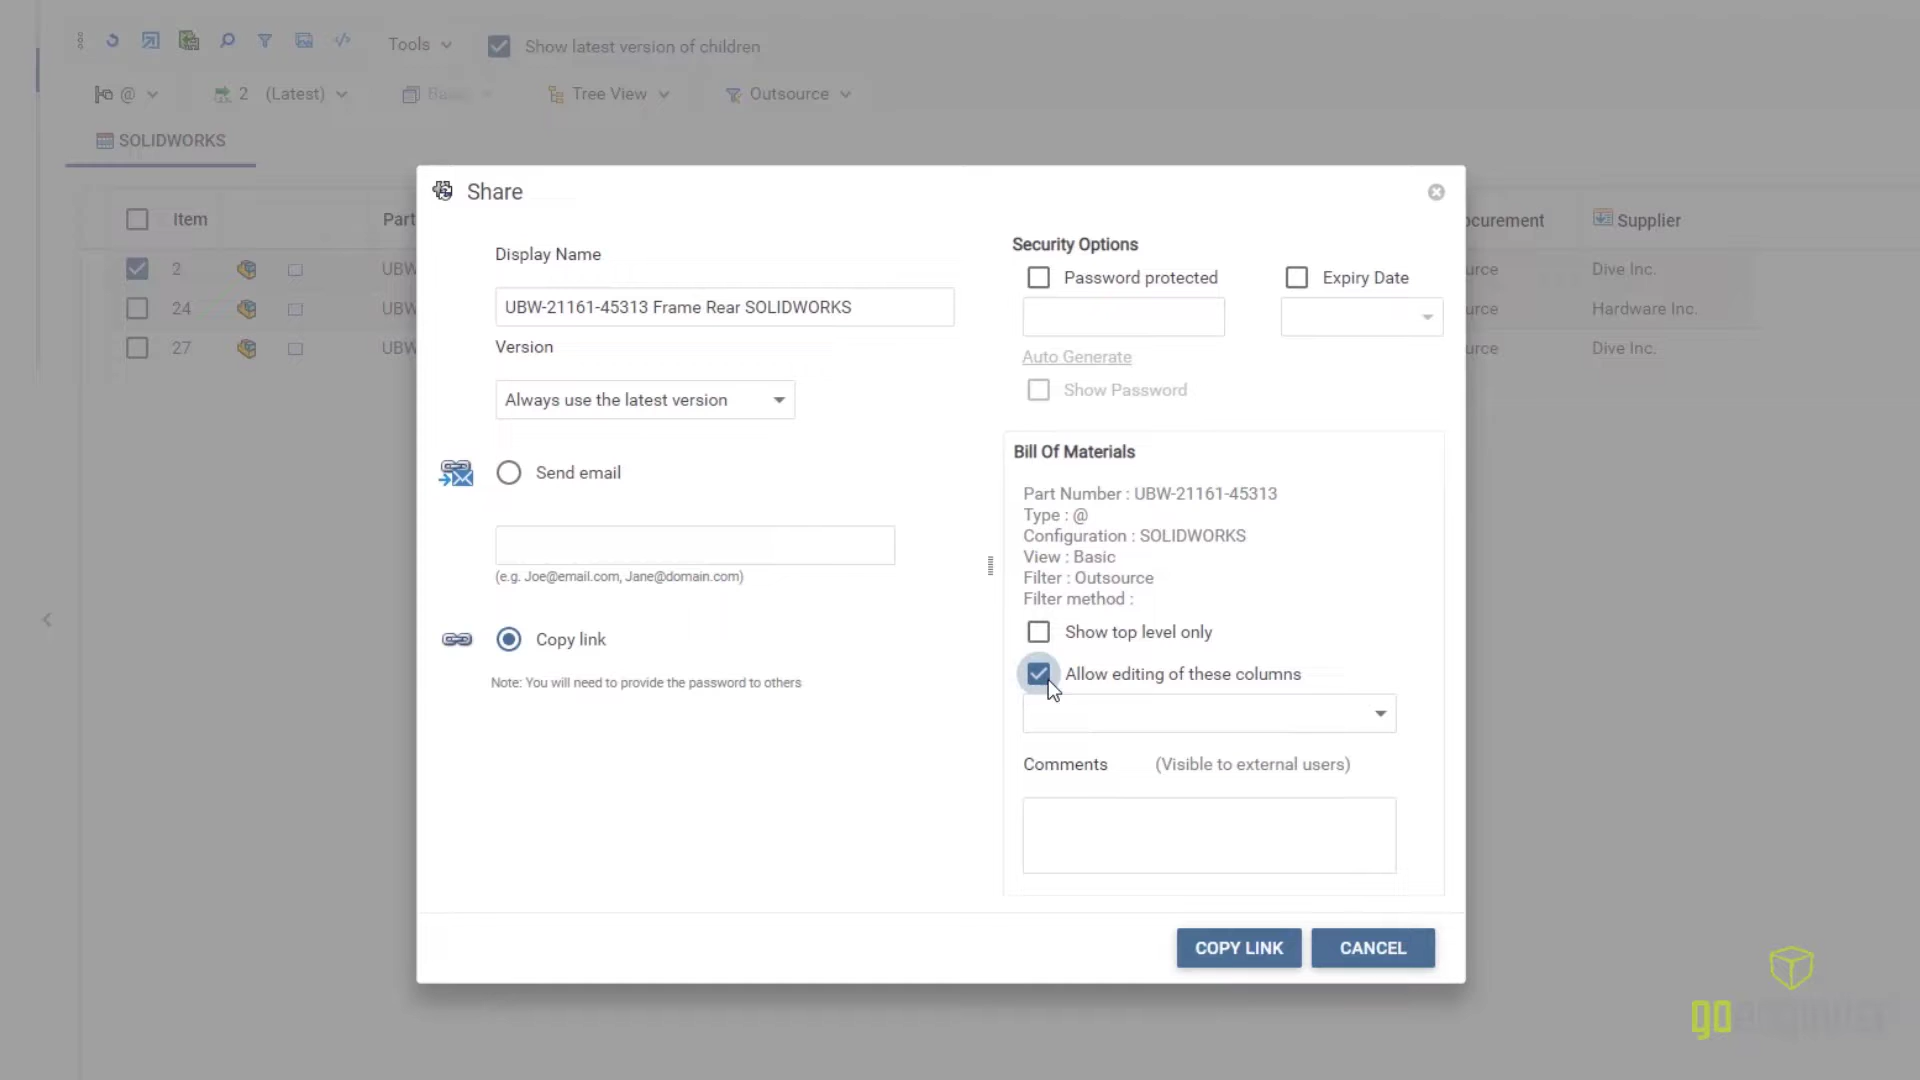 Tools
Show latest version of children
@
2 (Latest)
Tree View
Outsource
SOLIDWORKS
Item
Part
ocurement
Supplier
2
UBW
urce
Dive Inc.
24
UBW
urce
Hardware Inc.
27
UBW
urce
Dive Inc.
Share
Display Name
UBW-21161-45313 Frame Rear SOLIDWORKS
Version
Always use the latest version
Send email
(e.g. Joe@email.com, Jane@domain.com)
Copy link
Note: You will need to provide the password to others
Security Options
Password protected
Expiry Date
Auto Generate
Show Password
Bill Of Materials
Part Number : UBW-21161-45313
Type : @
Configuration : SOLIDWORKS
View : Basic
Filter : Outsource
Filter method :
Show top level only
Allow editing of these columns
Comments (Visible to external users)
COPY LINK
CANCEL
go